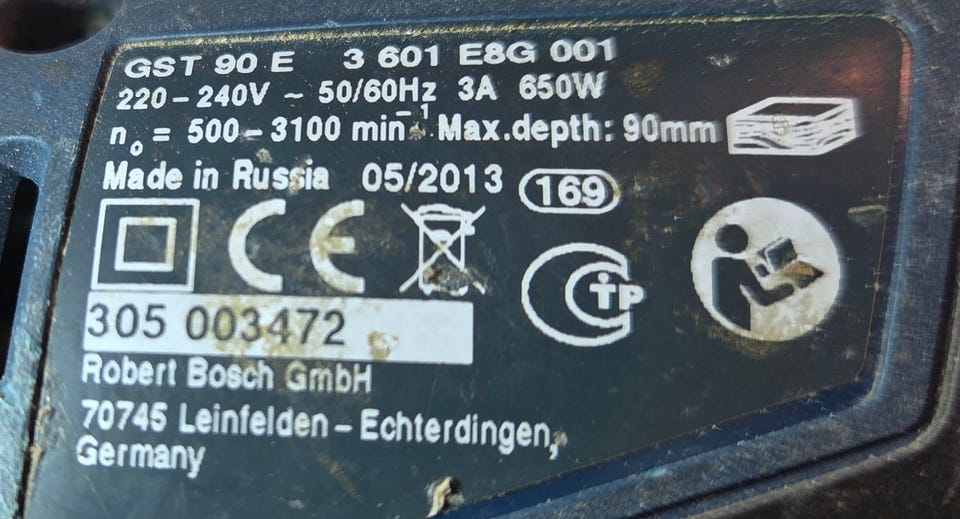 GST 90 E 3 601 E8G 001
220-240V ~ 50/60Hz 3A 650W
n₀ = 500-3100 min⁻¹ Max.depth: 90mm
Made in Russia 05/2013 169
CE
TP
305 003472
Robert Bosch GmbH
70745 Leinfelden-Echterdingen,
Germany